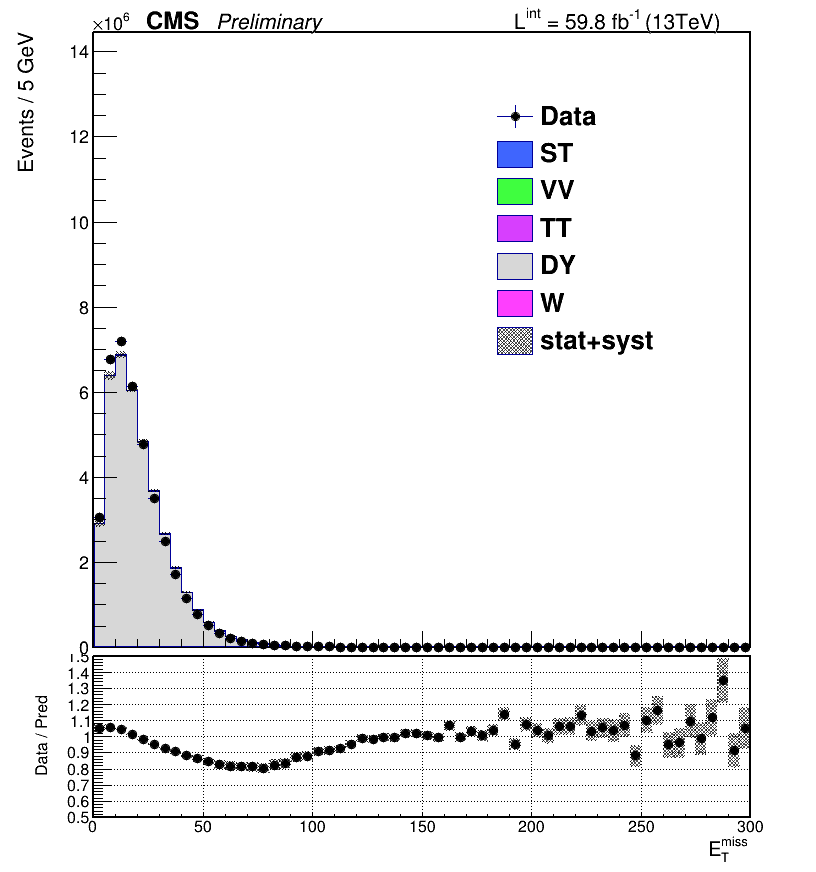 ×10⁶ CMS Preliminary L^int = 59.8 fb⁻¹ (13TeV)
Events / 5 GeV
14
12
10
8
6
4
2
0
Data
ST
VV
TT
DY
W
stat+syst
Data / Pred
1.5
1.4
1.3
1.2
1.1
1
0.9
0.8
0.7
0.6
0.5
0 50 100 150 200 250 300
E_T^miss